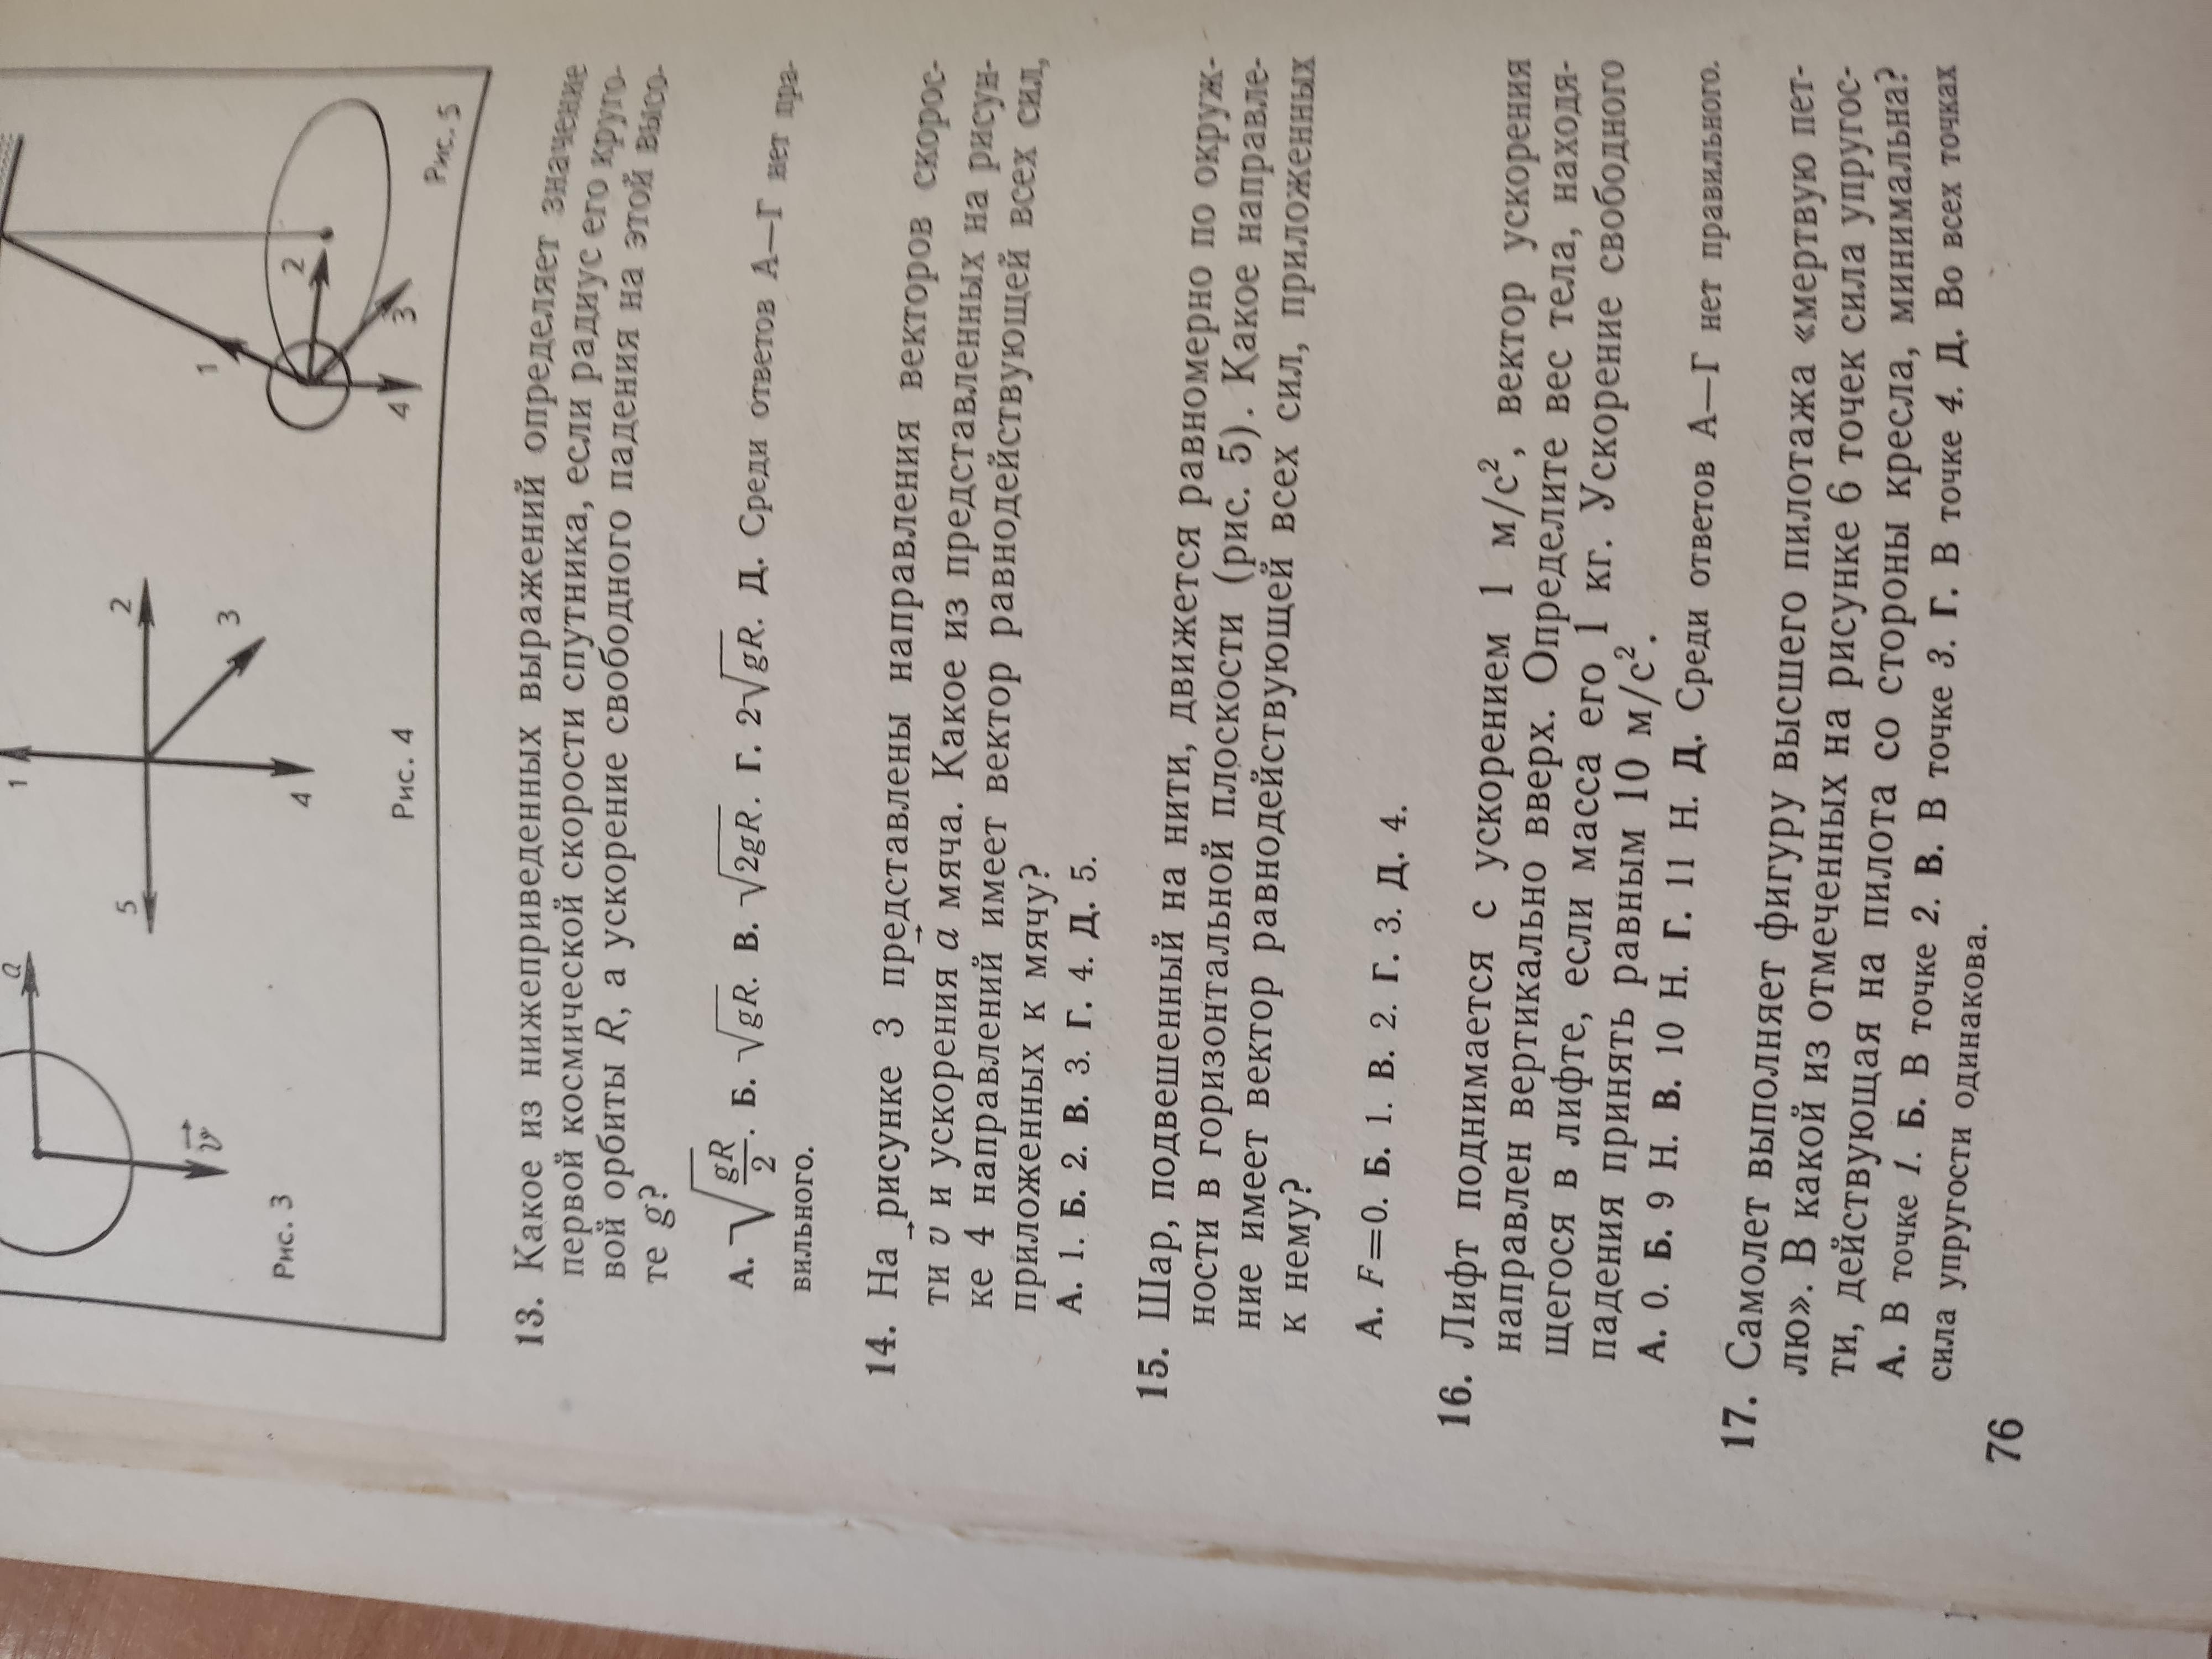 a
v
Рис. 3
1
2
3
4
5
Рис. 4
1
2
3
4
Рис. 5
13. Какое из нижеприведенных выражений определяет значение
первой космической скорости спутника, если радиус его круго-
вой орбиты R, а ускорение свободного падения на этой высо-
те g?
А. √gR/2. Б. √gR. В. √2gR. Г. 2√gR. Д. Среди ответов А—Г нет пра-
вильного.
14. На рисунке 3 представлены направления векторов скорос-
ти v и ускорения a мяча. Какое из представленных на рисун-
ке 4 направлений имеет вектор равнодействующей всех сил,
приложенных к мячу?
А. 1. Б. 2. В. 3. Г. 4. Д. 5.
15. Шар, подвешенный на нити, движется равномерно по окруж-
ности в горизонтальной плоскости (рис. 5). Какое направле-
ние имеет вектор равнодействующей всех сил, приложенных
к нему?
А. F=0. Б. 1. В. 2. Г. 3. Д. 4.
16. Лифт поднимается с ускорением 1 м/с², вектор ускорения
направлен вертикально вверх. Определите вес тела, находя-
щегося в лифте, если масса его 1 кг. Ускорение свободного
падения принять равным 10 м/с².
А. 0. Б. 9 Н. В. 10 Н. Г. 11 Н. Д. Среди ответов А—Г нет правильного.
17. Самолет выполняет фигуру высшего пилотажа «мертвую пет-
лю». В какой из отмеченных на рисунке 6 точек сила упругос-
ти, действующая на пилота со стороны кресла, минимальна?
А. В точке 1. Б. В точке 2. В. В точке 3. Г. В точке 4. Д. Во всех точках
сила упругости одинакова.
76